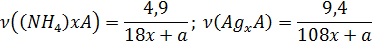 ν((NH₄)xA) = 4,9 / (18x + a); ν(AgₓA) = 9,4 / (108x + a)